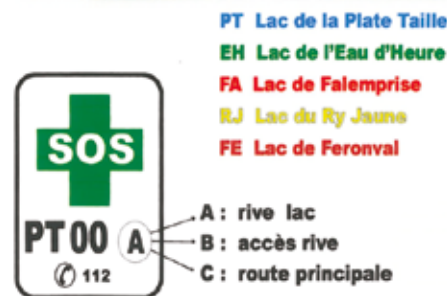 PT Lac de la Plate Taille
EH Lac de l'Eau d'Heure
FA Lac de Falemprise
RJ Lac du Ry Jaune
FE Lac de Feronval
SOS
PT 00 A
112
A : rive lac
B : accès rive
C : route principale